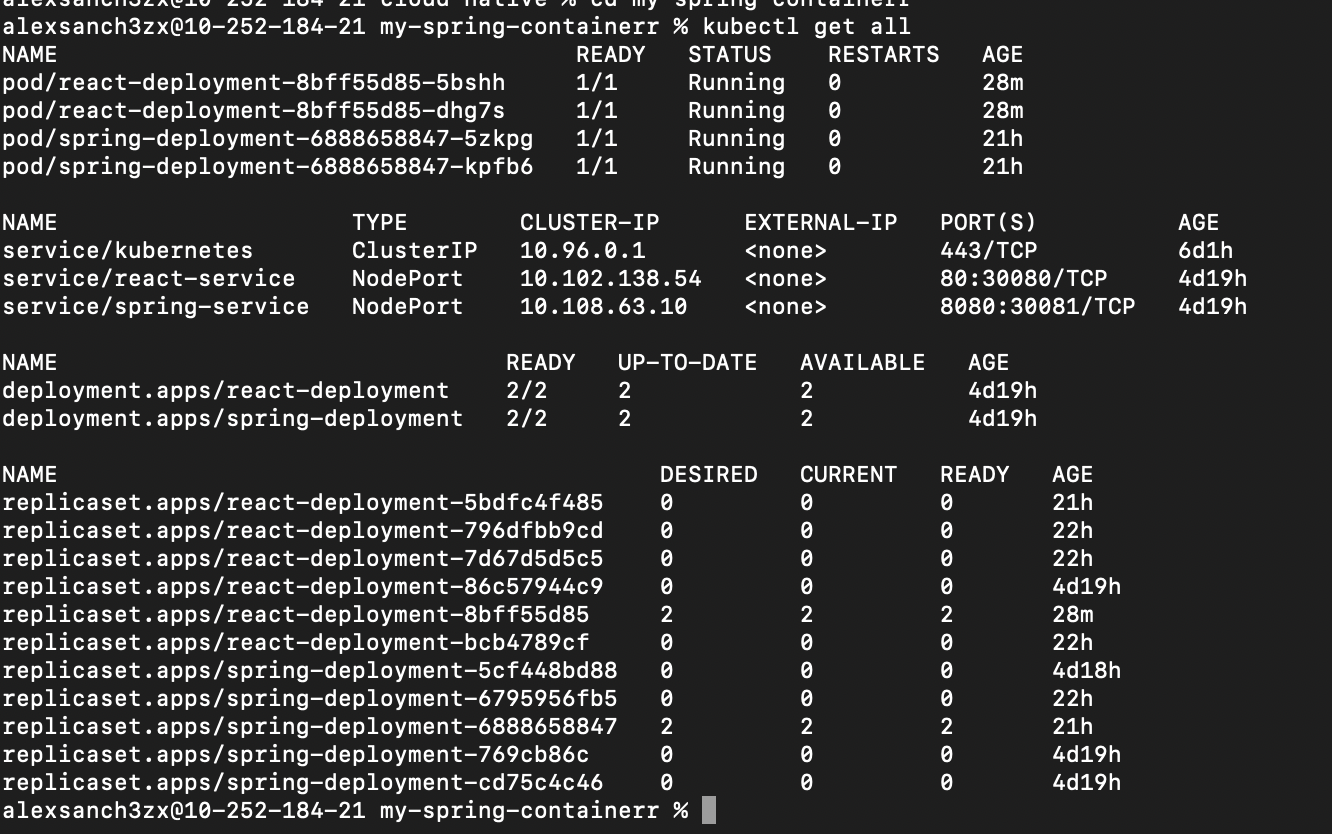 alexsanch3zx@10-252-184-21 cloud native % cd my-spring-containerr
alexsanch3zx@10-252-184-21 my-spring-containerr % kubectl get all
NAME READY STATUS RESTARTS AGE
pod/react-deployment-8bff55d85-5bshh 1/1 Running 0 28m
pod/react-deployment-8bff55d85-dhg7s 1/1 Running 0 28m
pod/spring-deployment-6888658847-5zkpg 1/1 Running 0 21h
pod/spring-deployment-6888658847-kpfb6 1/1 Running 0 21h
NAME TYPE CLUSTER-IP EXTERNAL-IP PORT(S) AGE
service/kubernetes ClusterIP 10.96.0.1 <none> 443/TCP 6d1h
service/react-service NodePort 10.102.138.54 <none> 80:30080/TCP 4d19h
service/spring-service NodePort 10.108.63.10 <none> 8080:30081/TCP 4d19h
NAME READY UP-TO-DATE AVAILABLE AGE
deployment.apps/react-deployment 2/2 2 2 4d19h
deployment.apps/spring-deployment 2/2 2 2 4d19h
NAME DESIRED CURRENT READY AGE
replicaset.apps/react-deployment-5bdfc4f485 0 0 0 21h
replicaset.apps/react-deployment-796dfbb9cd 0 0 0 22h
replicaset.apps/react-deployment-7d67d5d5c5 0 0 0 22h
replicaset.apps/react-deployment-86c57944c9 0 0 0 4d19h
replicaset.apps/react-deployment-8bff55d85 2 2 2 28m
replicaset.apps/react-deployment-bcb4789cf 0 0 0 22h
replicaset.apps/spring-deployment-5cf448bd88 0 0 0 4d18h
replicaset.apps/spring-deployment-6795956fb5 0 0 0 22h
replicaset.apps/spring-deployment-6888658847 2 2 2 21h
replicaset.apps/spring-deployment-769cb86c 0 0 0 4d19h
replicaset.apps/spring-deployment-cd75c4c46 0 0 0 4d19h
alexsanch3zx@10-252-184-21 my-spring-containerr %